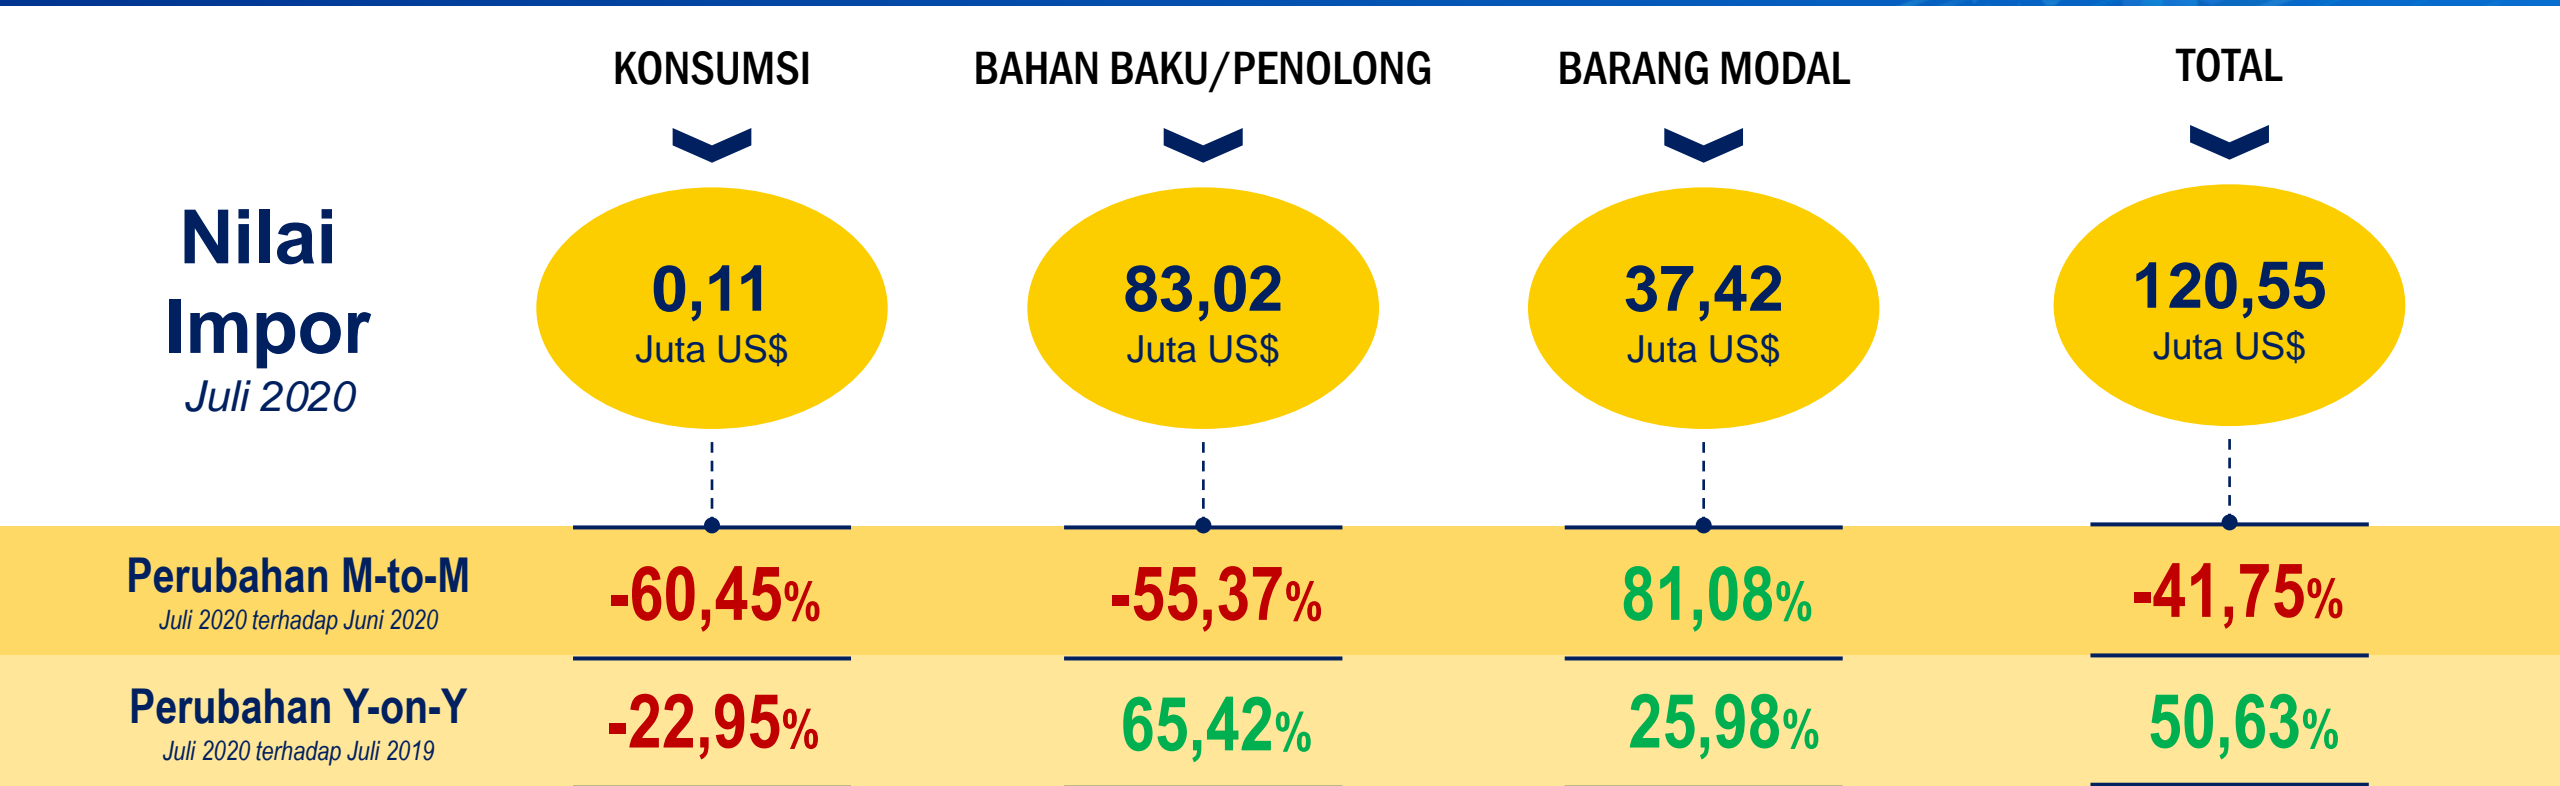 KONSUMSI BAHAN BAKU/PENOLONG BARANG MODAL TOTAL
Nilai
Impor
Juli 2020
0,11
Juta US$
83,02
Juta US$
37,42
Juta US$
120,55
Juta US$
Perubahan M-to-M
Juli 2020 terhadap Juni 2020
-60,45% -55,37% 81,08% -41,75%
Perubahan Y-on-Y
Juli 2020 terhadap Juli 2019
-22,95% 65,42% 25,98% 50,63%